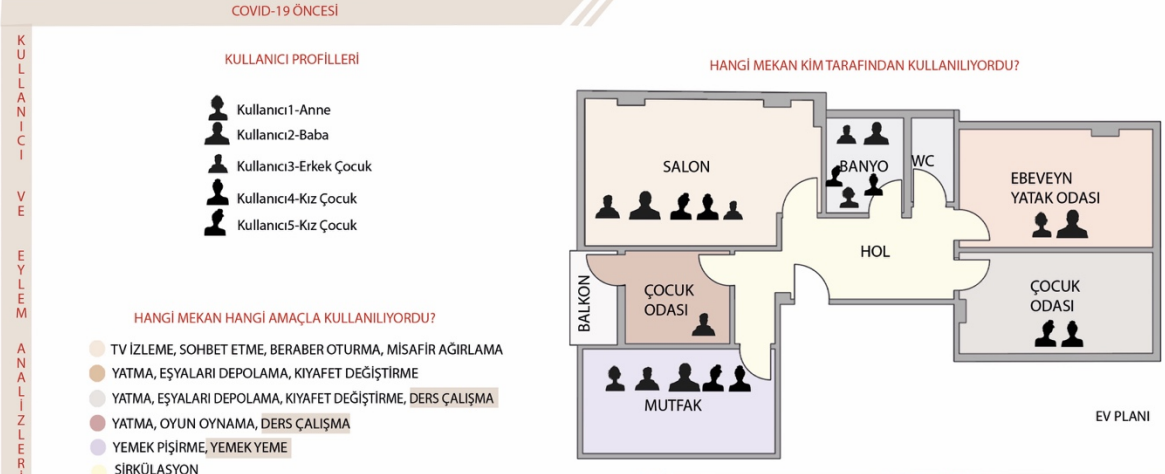 COVID-19 ÖNCESİ
KULLANICI VE EYLEM ANALİZLERİ
KULLANICI PROFİLLERİ
Kullanıcı1-Anne
Kullanıcı2-Baba
Kullanıcı3-Erkek Çocuk
Kullanıcı4-Kız Çocuk
Kullanıcı5-Kız Çocuk
HANGİ MEKAN HANGİ AMAÇLA KULLANILIYORDU?
TV İZLEME, SOHBET ETME, BERABER OTURMA, MİSAFİR AĞIRLAMA
YATMA, EŞYALARI DEPOLAMA, KIYAFET DEĞİŞTİRME
YATMA, EŞYALARI DEPOLAMA, KIYAFET DEĞİŞTİRME, DERS ÇALIŞMA
YATMA, OYUN OYNAMA, DERS ÇALIŞMA
YEMEK PİŞİRME, YEMEK YEME
SİRKÜLASYON
HANGİ MEKAN KİM TARAFINDAN KULLANILIYORDU?
SALON
BANYO
WC
EBEVEYN
YATAK ODASI
HOL
BALKON
ÇOCUK
ODASI
ÇOCUK
ODASI
MUTFAK
EV PLANI